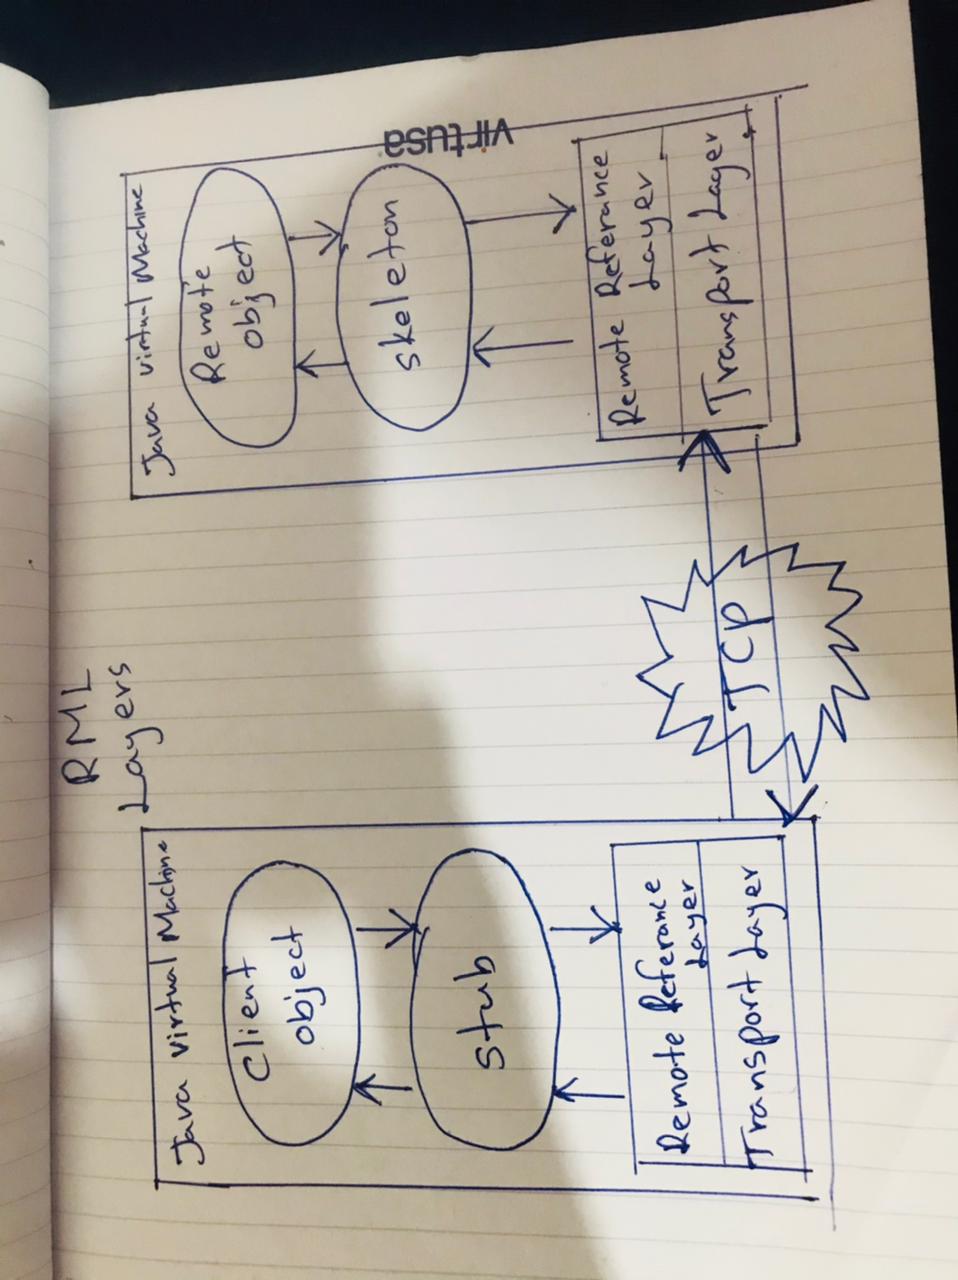 RML
Layers
Java virtual Machine
Client
object
Stub
Remote Referance
Layer
Transport Layer
TCP
Java virtual Machine
Remote
object
skeleton
Remote Referance
Layer
Transport Layer
virtusa